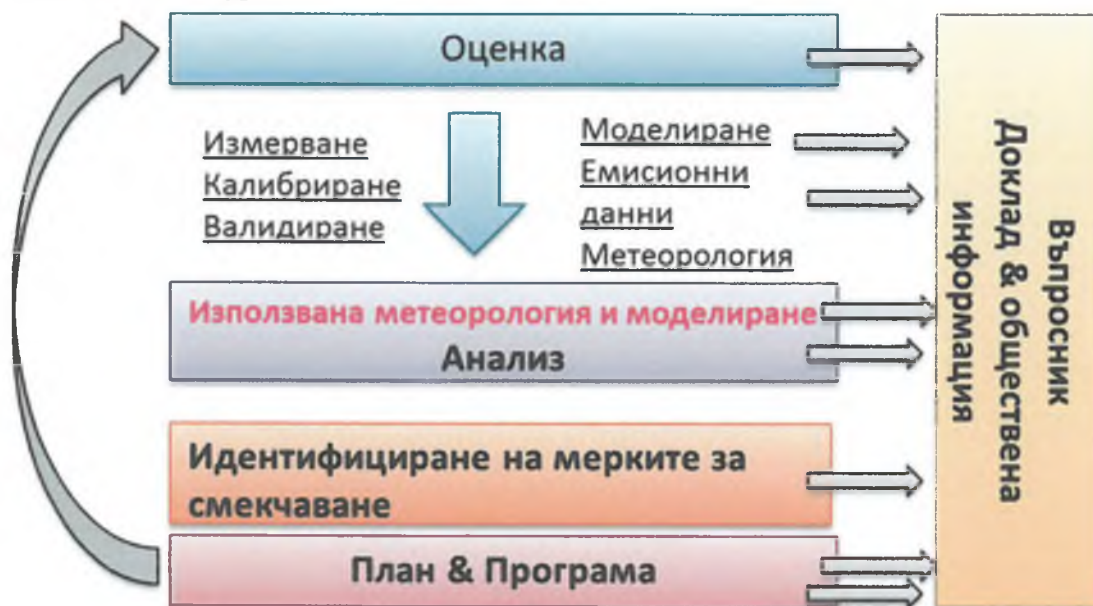 Оценка
Измерване
Калибриране
Валидиране
Моделиране
Емисионни
данни
Метеорология
Използвана метеорология и моделиране
Анализ
Идентифициране на мерките за
смекчаване
План & Програма
Въпросник
Доклад & обществена
информация